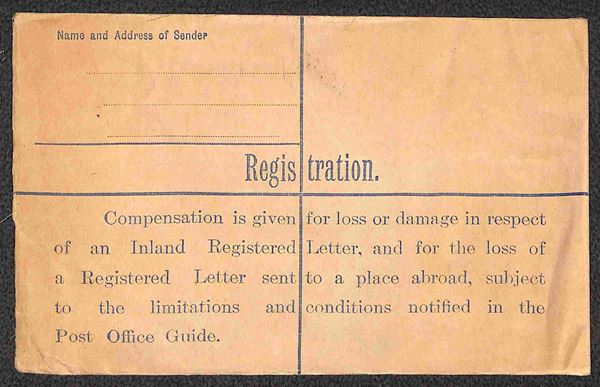 Name and Address of Sender
Registration.
Compensation is given for loss or damage in respect
of an Inland Registered Letter, and for the loss of
a Registered Letter sent to a place abroad, subject
to the limitations and conditions notified in the
Post Office Guide.